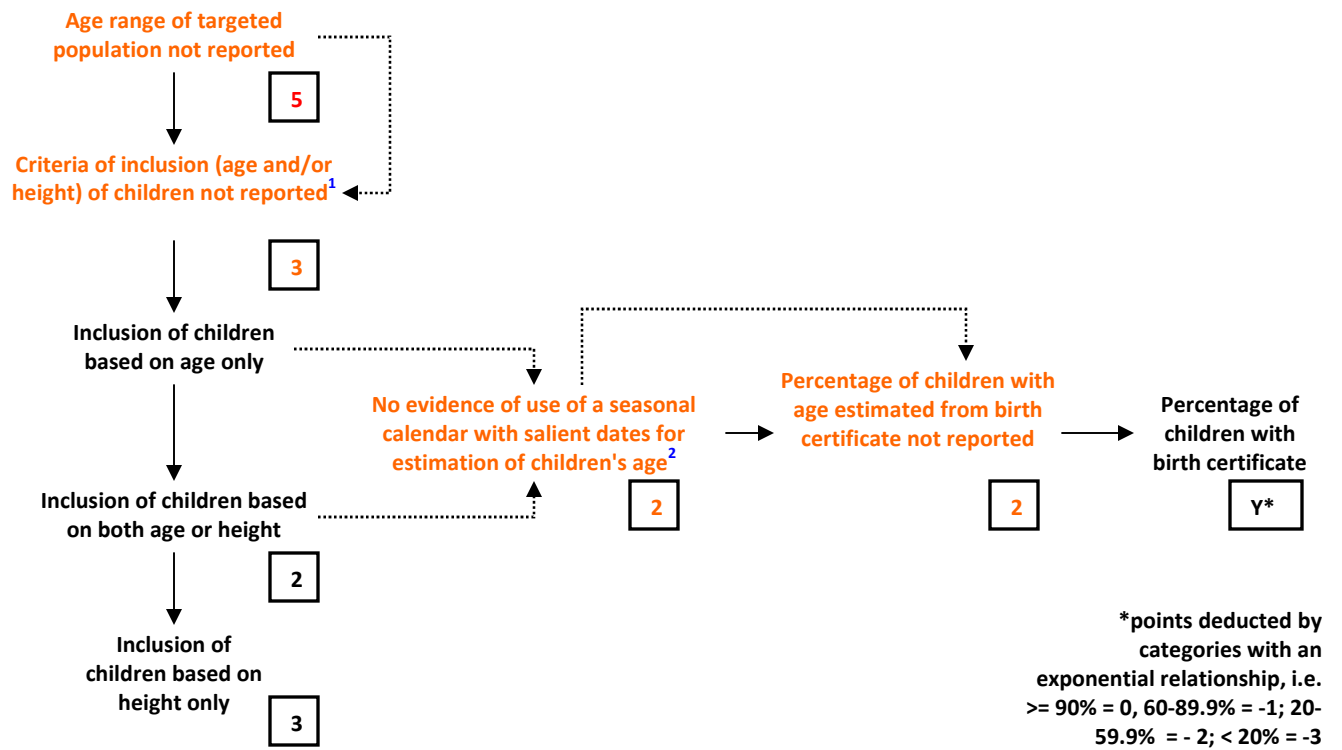 Age range of targeted
population not reported
5
Criteria of inclusion (age and/or
height) of children not reported1
3
Inclusion of children
based on age only
No evidence of use of a seasonal
calendar with salient dates for
estimation of children's age2
2
Percentage of children with
age estimated from birth
certificate not reported
2
Percentage of
children with
birth certificate
Y*
Inclusion of children based
on both age or height
2
Inclusion of
children based on
height only
3
*points deducted by
categories with an
exponential relationship, i.e.
>= 90% = 0, 60-89.9% = -1; 20-
59.9% = - 2; < 20% = -3